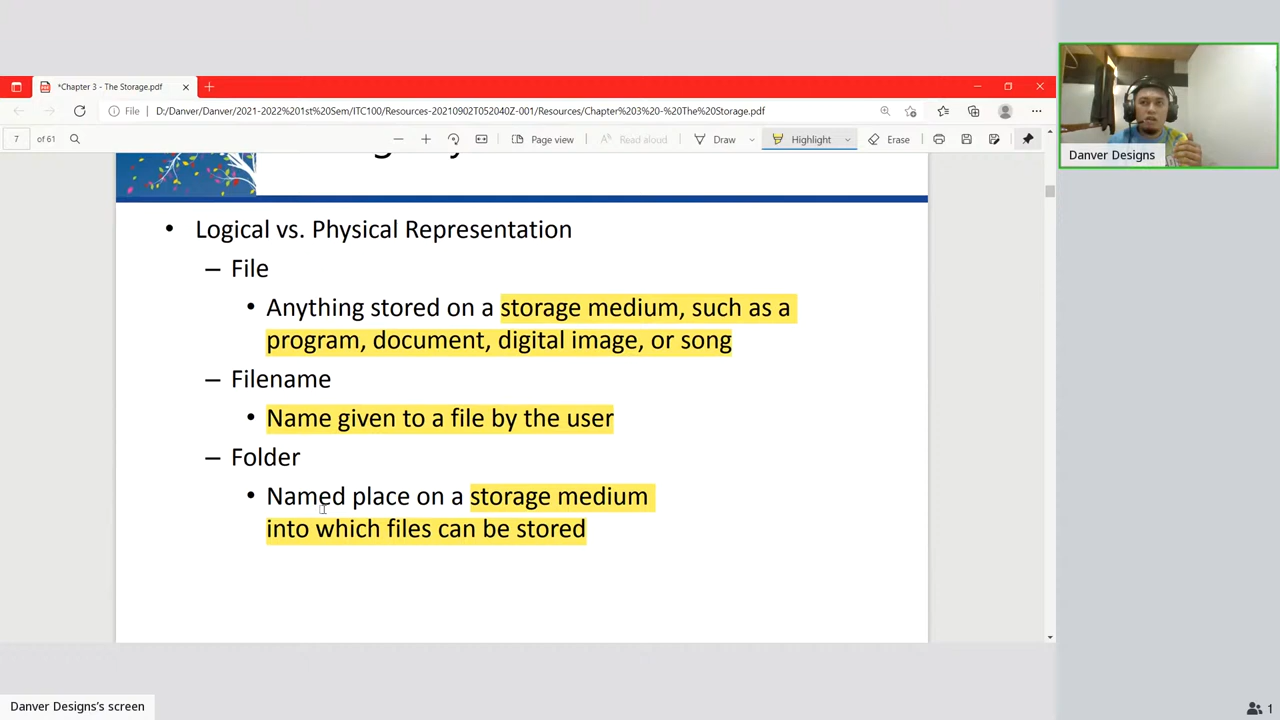 *Chapter 3 - The Storage.pdf
File
D:/Danver/Danver/2021-2022%201st%20Sem/ITC100/Resources-20210902T052040Z-001/Resources/Chapter%203%20-%20The%20Storage.pdf
7 of 61
Page view
Read aloud
Draw
Highlight
Erase
Danver Designs
• Logical vs. Physical Representation
– File
• Anything stored on a storage medium, such as a
program, document, digital image, or song
– Filename
• Name given to a file by the user
– Folder
• Named place on a storage medium
into which files can be stored
Danver Designs's screen
1